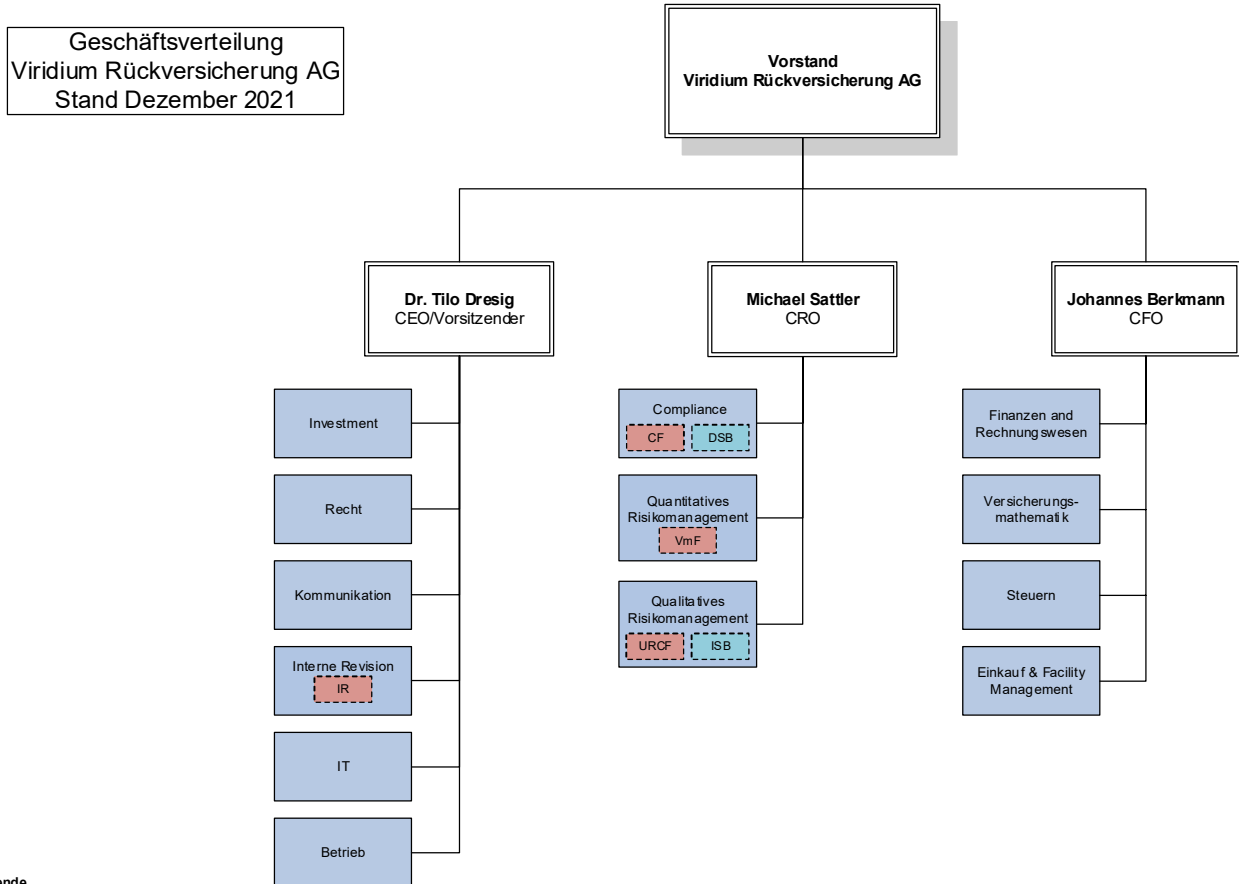 Geschäftsverteilung
Viridium Rückversicherung AG
Stand Dezember 2021
Vorstand
Viridium Rückversicherung AG
Dr. Tilo Dresig
CEO/Vorsitzender
Michael Sattler
CRO
Johannes Berkmann
CFO
Investment
Recht
Kommunikation
Interne Revision
IR
IT
Betrieb
Compliance
CF DSB
Quantitatives
Risikomanagement
VmF
Qualitatives
Risikomanagement
URCF ISB
Finanzen and
Rechnungswesen
Versicherungs-
mathematik
Steuern
Einkauf & Facility
Management